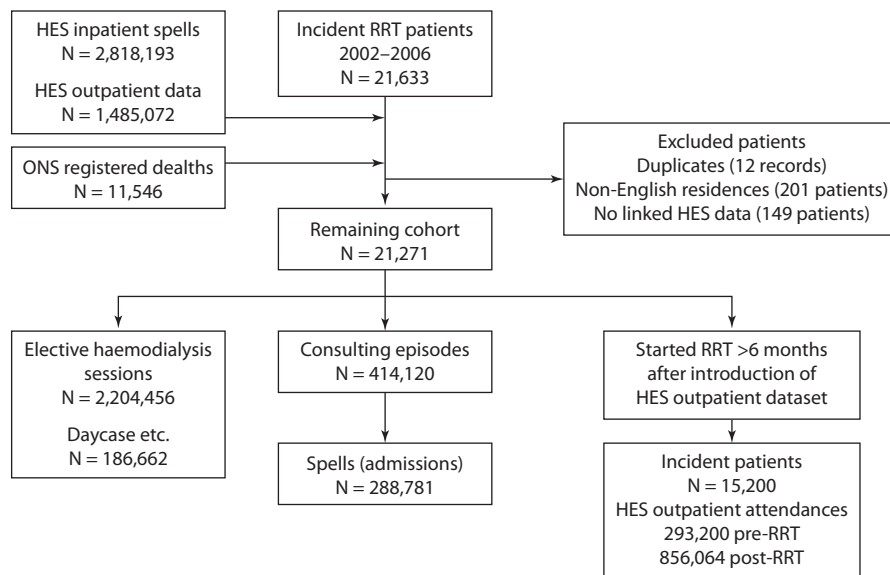 HES inpatient spells
N = 2,818,193
HES outpatient data
N = 1,485,072
Incident RRT patients
2002–2006
N = 21,633
ONS registered dealths
N = 11,546
Excluded patients
Duplicates (12 records)
Non-English residences (201 patients)
No linked HES data (149 patients)
Remaining cohort
N = 21,271
Elective haemodialysis
sessions
N = 2,204,456
Daycase etc.
N = 186,662
Consulting episodes
N = 414,120
Spells (admissions)
N = 288,781
Started RRT >6 months
after introduction of
HES outpatient dataset
Incident patients
N = 15,200
HES outpatient attendances
293,200 pre-RRT
856,064 post-RRT